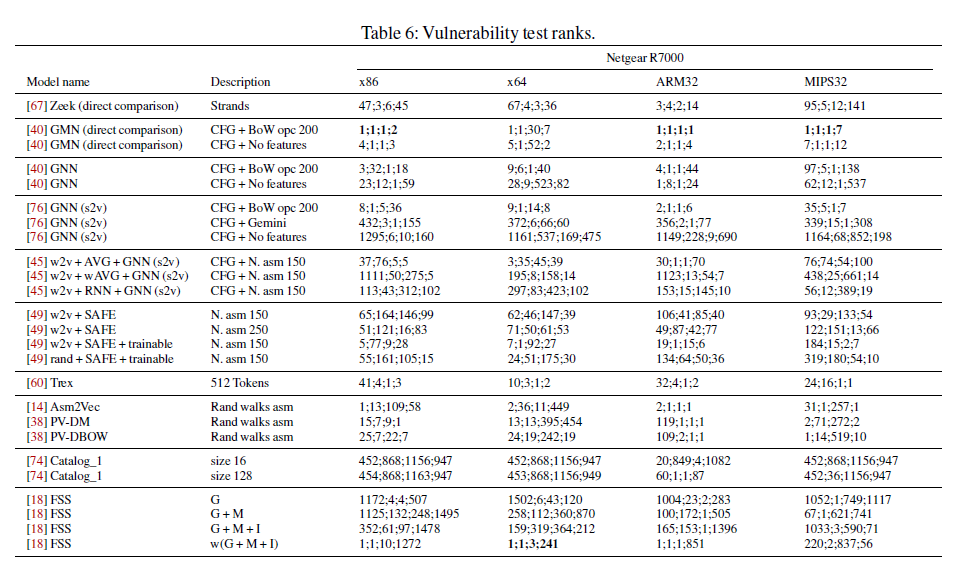 Table 6: Vulnerability test ranks.
Netgear R7000
Model name Description x86 x64 ARM32 MIPS32
[67] Zeek (direct comparison) Strands 47;3;6;45 67;4;3;36 3;4;2;14 95;5;12;141
[40] GMN (direct comparison) CFG + BoW opc 200 1;1;1;2 1;1;30;7 1;1;1;1 1;1;1;7
[40] GMN (direct comparison) CFG + No features 4;1;1;3 5;1;52;2 2;1;1;4 7;1;1;12
[40] GNN CFG + BoW opc 200 3;32;1;18 9;6;1;40 4;1;1;44 97;5;1;138
[40] GNN CFG + No features 23;12;1;59 28;9;523;82 1;8;1;24 62;12;1;537
[76] GNN (s2v) CFG + BoW opc 200 8;1;5;36 9;1;14;8 2;1;1;6 35;5;1;7
[76] GNN (s2v) CFG + Gemini 432;3;1;155 372;6;66;60 356;2;1;77 339;15;1;308
[76] GNN (s2v) CFG + No features 1295;6;10;160 1161;537;169;475 1149;228;9;690 1164;68;852;198
[45] w2v + AVG + GNN (s2v) CFG + N. asm 150 37;76;5;5 3;35;45;39 30;1;1;70 76;74;54;100
[45] w2v + wAVG + GNN (s2v) CFG + N. asm 150 1111;50;275;5 195;8;158;14 1123;13;54;7 438;25;661;14
[45] w2v + RNN + GNN (s2v) CFG + N. asm 150 113;43;312;102 297;83;423;102 153;15;145;10 56;12;389;19
[49] w2v + SAFE N. asm 150 65;164;146;99 62;46;147;39 106;41;85;40 93;29;133;54
[49] w2v + SAFE N. asm 250 51;121;16;83 71;50;61;53 49;87;42;77 122;151;13;66
[49] w2v + SAFE + trainable N. asm 150 5;77;9;28 7;1;92;27 19;1;15;6 184;15;2;7
[49] rand + SAFE + trainable N. asm 150 55;161;105;15 24;51;175;30 134;64;50;36 319;180;54;10
[60] Trex 512 Tokens 41;4;1;3 10;3;1;2 32;4;1;2 24;16;1;1
[14] Asm2Vec Rand walks asm 1;13;109;58 2;36;11;449 2;1;1;1 31;1;257;1
[38] PV-DM Rand walks asm 15;7;9;1 13;13;395;454 119;1;1;1 2;71;272;2
[38] PV-DBOW Rand walks asm 25;7;22;7 24;19;242;19 109;2;1;1 1;14;519;10
[74] Catalog_1 size 16 452;868;1156;947 452;868;1156;947 20;849;4;1082 452;868;1156;947
[74] Catalog_1 size 128 454;868;1163;947 453;868;1156;949 60;1;1;87 452;36;1156;947
[18] FSS G 1172;4;4;507 1502;6;43;120 1004;23;2;283 1052;1;749;1117
[18] FSS G + M 1125;132;248;1495 258;112;360;870 100;172;1;505 67;1;621;741
[18] FSS G + M + I 352;61;97;1478 159;319;364;212 165;153;1;1396 1033;3;590;71
[18] FSS w(G + M + I) 1;1;10;1272 1;1;3;241 1;1;1;851 220;2;837;56